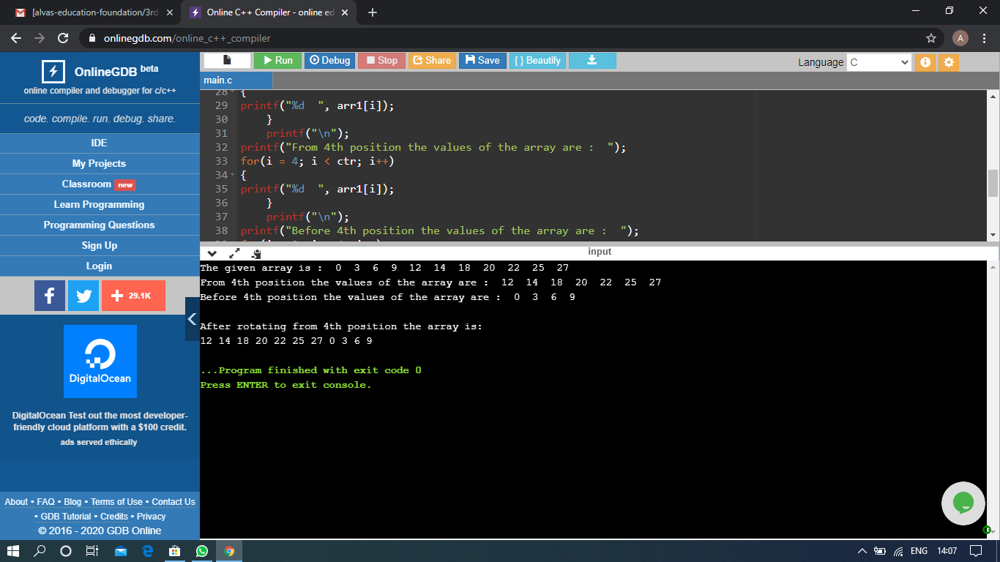 [alvas-education-foundation/3rd
Online C++ Compiler - online ed
onlinegdb.com/online_c++_compiler
A
OnlineGDB beta
online compiler and debugger for c/c++
code. compile. run. debug. share.
IDE
My Projects
Classroom new
Learn Programming
Programming Questions
Sign Up
Login
f
+ 29.1K
DigitalOcean
DigitalOcean Test out the most developer-
friendly cloud platform with a $100 credit.
ads served ethically
About • FAQ • Blog • Terms of Use • Contact Us
• GDB Tutorial • Credits • Privacy
© 2016 - 2020 GDB Online
Run Debug Stop Share Save { } Beautify
Language C
main.c
28 {
29 printf("%d  ", arr1[i]);
30     }
31     printf("\n");
32 printf("From 4th position the values of the array are :  ");
33 for(i = 4; i < ctr; i++)
34 {
35 printf("%d  ", arr1[i]);
36     }
37     printf("\n");
38 printf("Before 4th position the values of the array are :  ");
input
The given array is :  0  3  6  9  12  14  18  20  22  25  27
From 4th position the values of the array are :  12  14  18  20  22  25  27
Before 4th position the values of the array are :  0  3  6  9
After rotating from 4th position the array is:
12 14 18 20 22 25 27 0 3 6 9
...Program finished with exit code 0
Press ENTER to exit console.
ENG 14:07